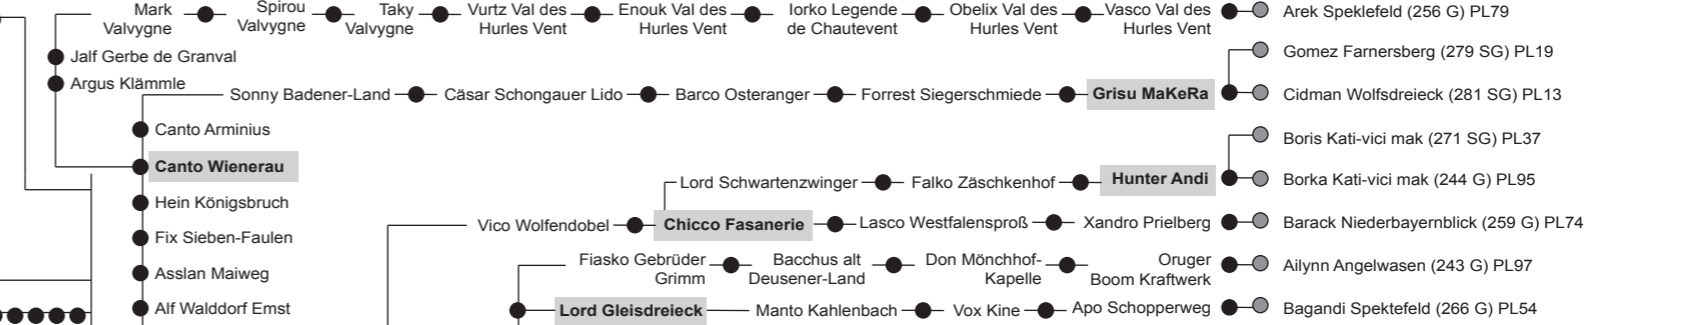 Mark
Valvygne
Spirou
Valvygne
Taky
Valvygne
Vurtz Val des
Hurles Vent
Enouk Val des
Hurles Vent
Iorko Legende
de Chautevent
Obelix Val des
Hurles Vent
Vasco Val des
Hurles Vent
Arek Speklefeld (256 G) PL79
Jalf Gerbe de Granval
Argus Klämmle
Gomez Farnersberg (279 SG) PL19
Sonny Badener-Land
Cäsar Schongauer Lido
Barco Osteranger
Forrest Siegerschmiede
Grisu MaKeRa
Cidman Wolfsdreieck (281 SG) PL13
Canto Arminius
Canto Wienerau
Boris Kati-vici mak (271 SG) PL37
Lord Schwartenzwinger
Falko Zäschkenhof
Hunter Andi
Borka Kati-vici mak (244 G) PL95
Hein Königsbruch
Vico Wolfendobel
Chicco Fasanerie
Lasco Westfalensproß
Xandro Prielberg
Barack Niederbayernblick (259 G) PL74
Fix Sieben-Faulen
Fiasko Gebrüder
Grimm
Bacchus alt
Deusener-Land
Don Mönchhof-
Kapelle
Oruger
Boom Kraftwerk
Ailynn Angelwasen (243 G) PL97
Asslan Maiweg
Alf Walddorf Emst
Lord Gleisdreieck
Manto Kahlenbach
Vox Kine
Apo Schopperweg
Bagandi Spektefeld (266 G) PL54